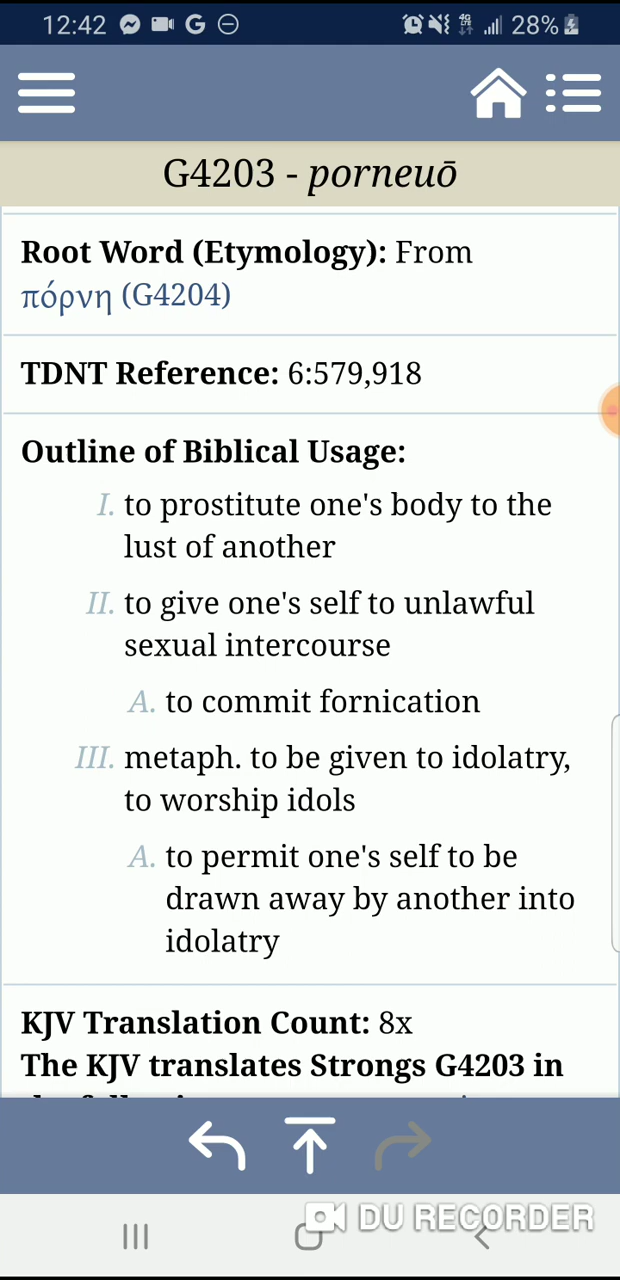 12:42
28%
G4203 - porneuō
Root Word (Etymology): From
πόρνη (G4204)
TDNT Reference: 6:579,918
Outline of Biblical Usage:
I. to prostitute one's body to the
lust of another
II. to give one's self to unlawful
sexual intercourse
A. to commit fornication
III. metaph. to be given to idolatry,
to worship idols
A. to permit one's self to be
drawn away by another into
idolatry
KJV Translation Count: 8x
The KJV translates Strongs G4203 in
DU RECORDER